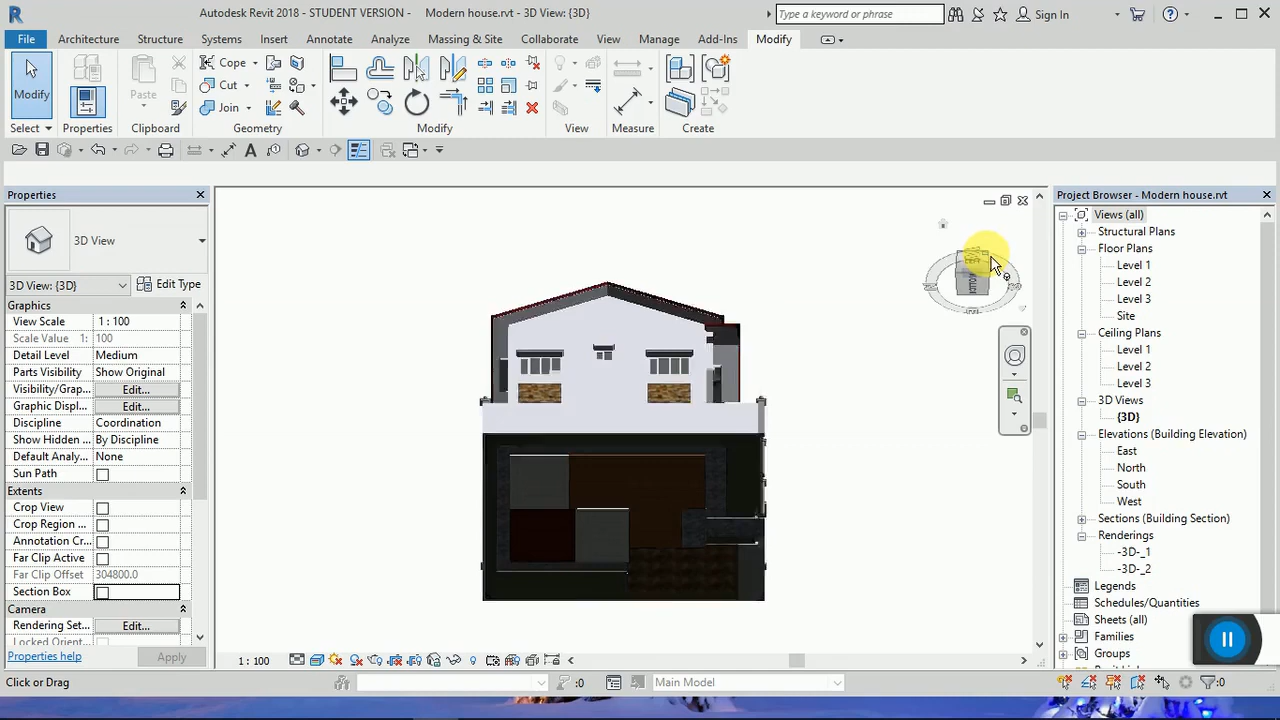 Autodesk Revit 2018 - STUDENT VERSION - Modern house.rvt - 3D View: {3D}
Type a keyword or phrase
Sign In
File Architecture Structure Systems Insert Annotate Analyze Massing & Site Collaborate View Manage Add-Ins Modify
Modify
Paste
Cope
Cut
Join
Select Properties Clipboard Geometry Modify View Measure Create
Properties
3D View
3D View: {3D} Edit Type
Graphics
View Scale 1 : 100
Scale Value 1: 100
Detail Level Medium
Parts Visibility Show Original
Visibility/Grap... Edit...
Graphic Displ... Edit...
Discipline Coordination
Show Hidden ... By Discipline
Default Analy... None
Sun Path
Extents
Crop View
Crop Region ...
Annotation Cr...
Far Clip Active
Far Clip Offset 304800.0
Section Box
Camera
Rendering Set... Edit...
Locked Orient...
Properties help Apply
BOTTOM
Project Browser - Modern house.rvt
Views (all)
Structural Plans
Floor Plans
Level 1
Level 2
Level 3
Site
Ceiling Plans
Level 1
Level 2
Level 3
3D Views
{3D}
Elevations (Building Elevation)
East
North
South
West
Sections (Building Section)
Renderings
-3D-_1
-3D-_2
Legends
Schedules/Quantities
Sheets (all)
Families
Groups
1 : 100
Click or Drag
:0
Main Model
:0